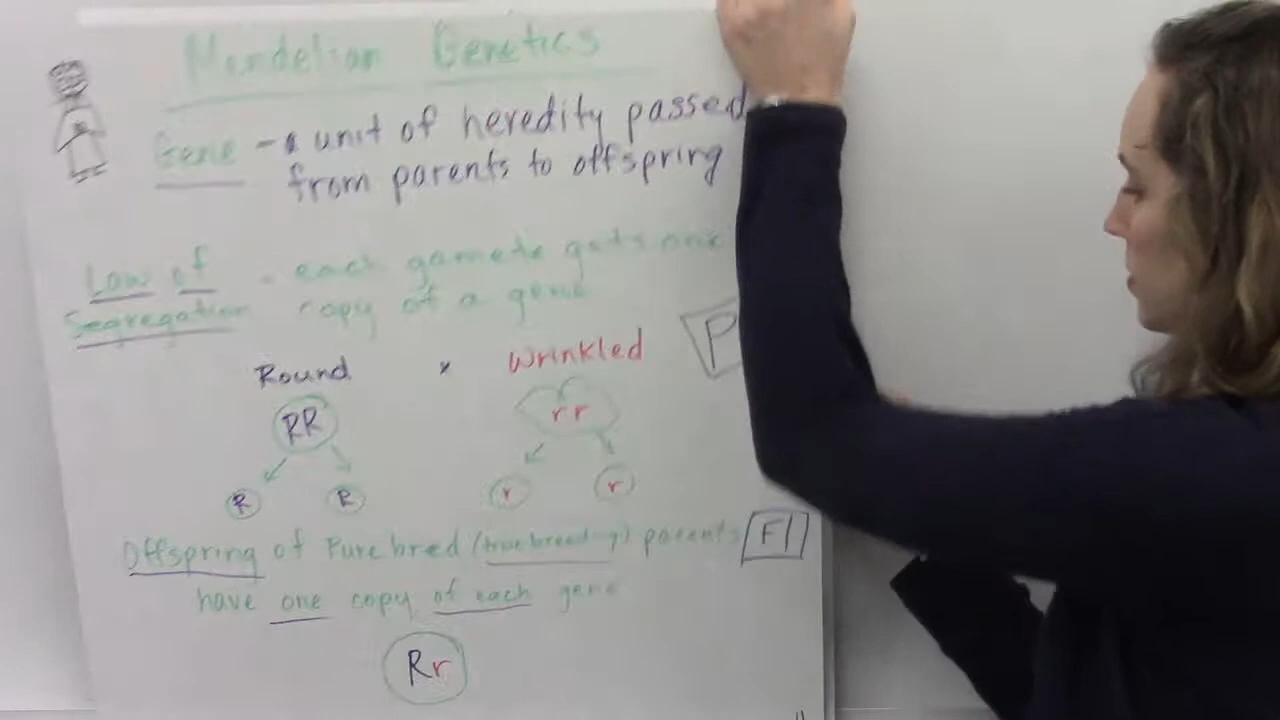 Mendelian Genetics
Gene - a unit of heredity passed
from parents to offspring
Law of - each gamete gets one
Segregation copy of a gene
P
Round x Wrinkled
RR rr
R R r r
Offspring of Purebred (true breeding) parents F1
have one copy of each gene
Rr